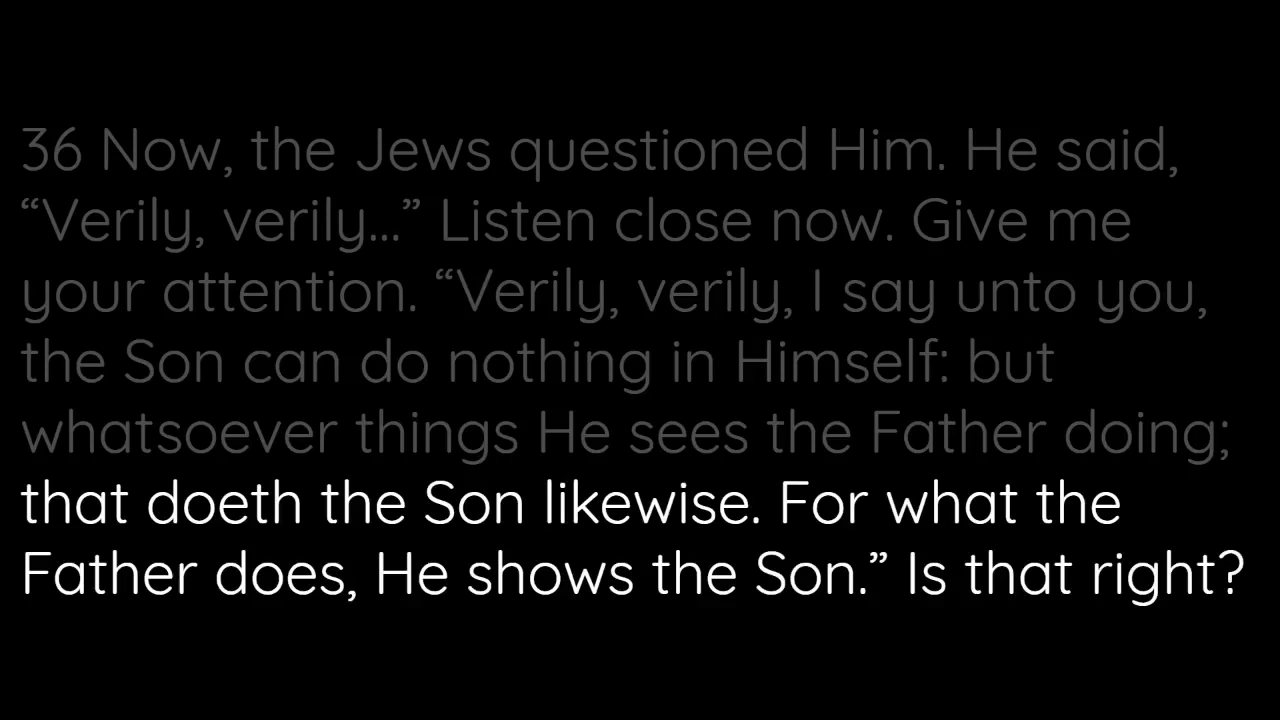 36 Now, the Jews questioned Him. He said,
“Verily, verily...” Listen close now. Give me
your attention. “Verily, verily, I say unto you,
the Son can do nothing in Himself: but
whatsoever things He sees the Father doing;
that doeth the Son likewise. For what the
Father does, He shows the Son.” Is that right?